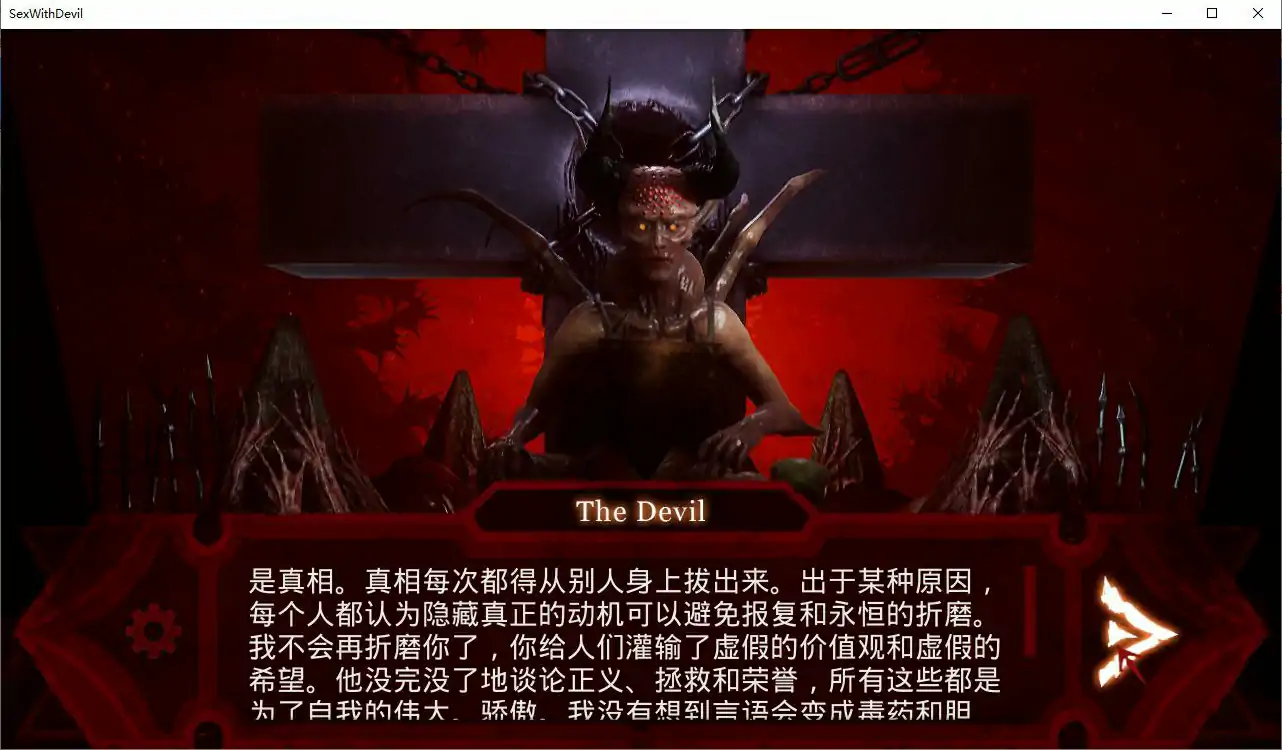 SexWithDevil
The Devil
是真相。真相每次都得从别人身上拔出来。出于某种原因，
每个人都认为隐藏真正的动机可以避免报复和永恒的折磨。
我不会再折磨你了，你给人们灌输了虚假的价值观和虚假的
希望。他没完没了地谈论正义、拯救和荣誉，所有这些都是
为了自我的伟大。骄傲。我没有想到言语会变成毒药和胆